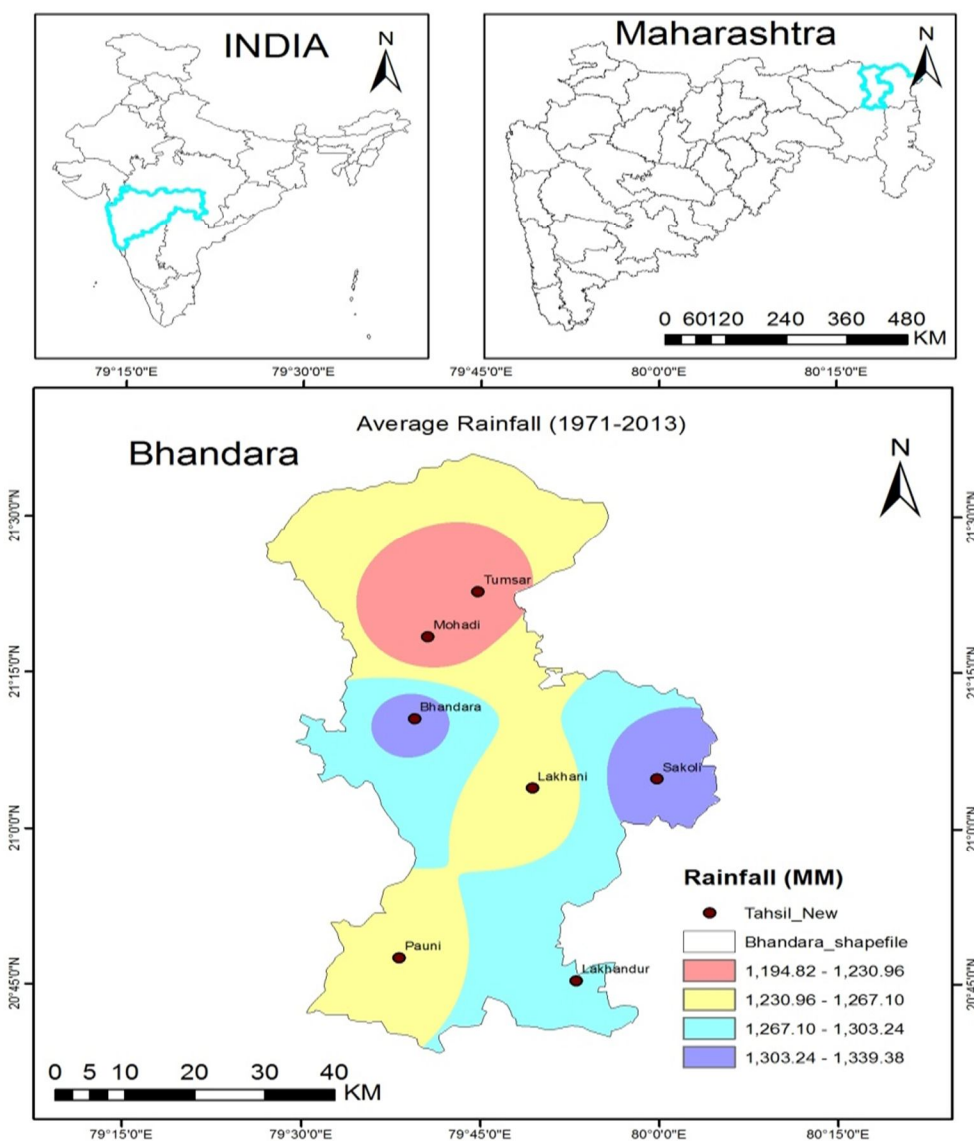 INDIA
N
Maharashtra
N
0 60 120 240 360 480
KM
79°15'0"E 79°30'0"E 79°45'0"E 80°0'0"E 80°15'0"E
Average Rainfall (1971-2013)
Bhandara
N
21°30'0"N
21°30'0"N
Tumsar
Mohadi
21°15'0"N
21°15'0"N
Bhandara
Sakoli
Lakhani
21°0'0"N
21°0'0"N
Rainfall (MM)
Tahsil_New
Bhandara_shapefile
Pauni
Lakhandur
1,194.82 - 1,230.96
20°45'0"N
20°45'0"N
1,230.96 - 1,267.10
1,267.10 - 1,303.24
1,303.24 - 1,339.38
0 5 10 20 30 40
KM
79°15'0"E 79°30'0"E 79°45'0"E 80°0'0"E 80°15'0"E